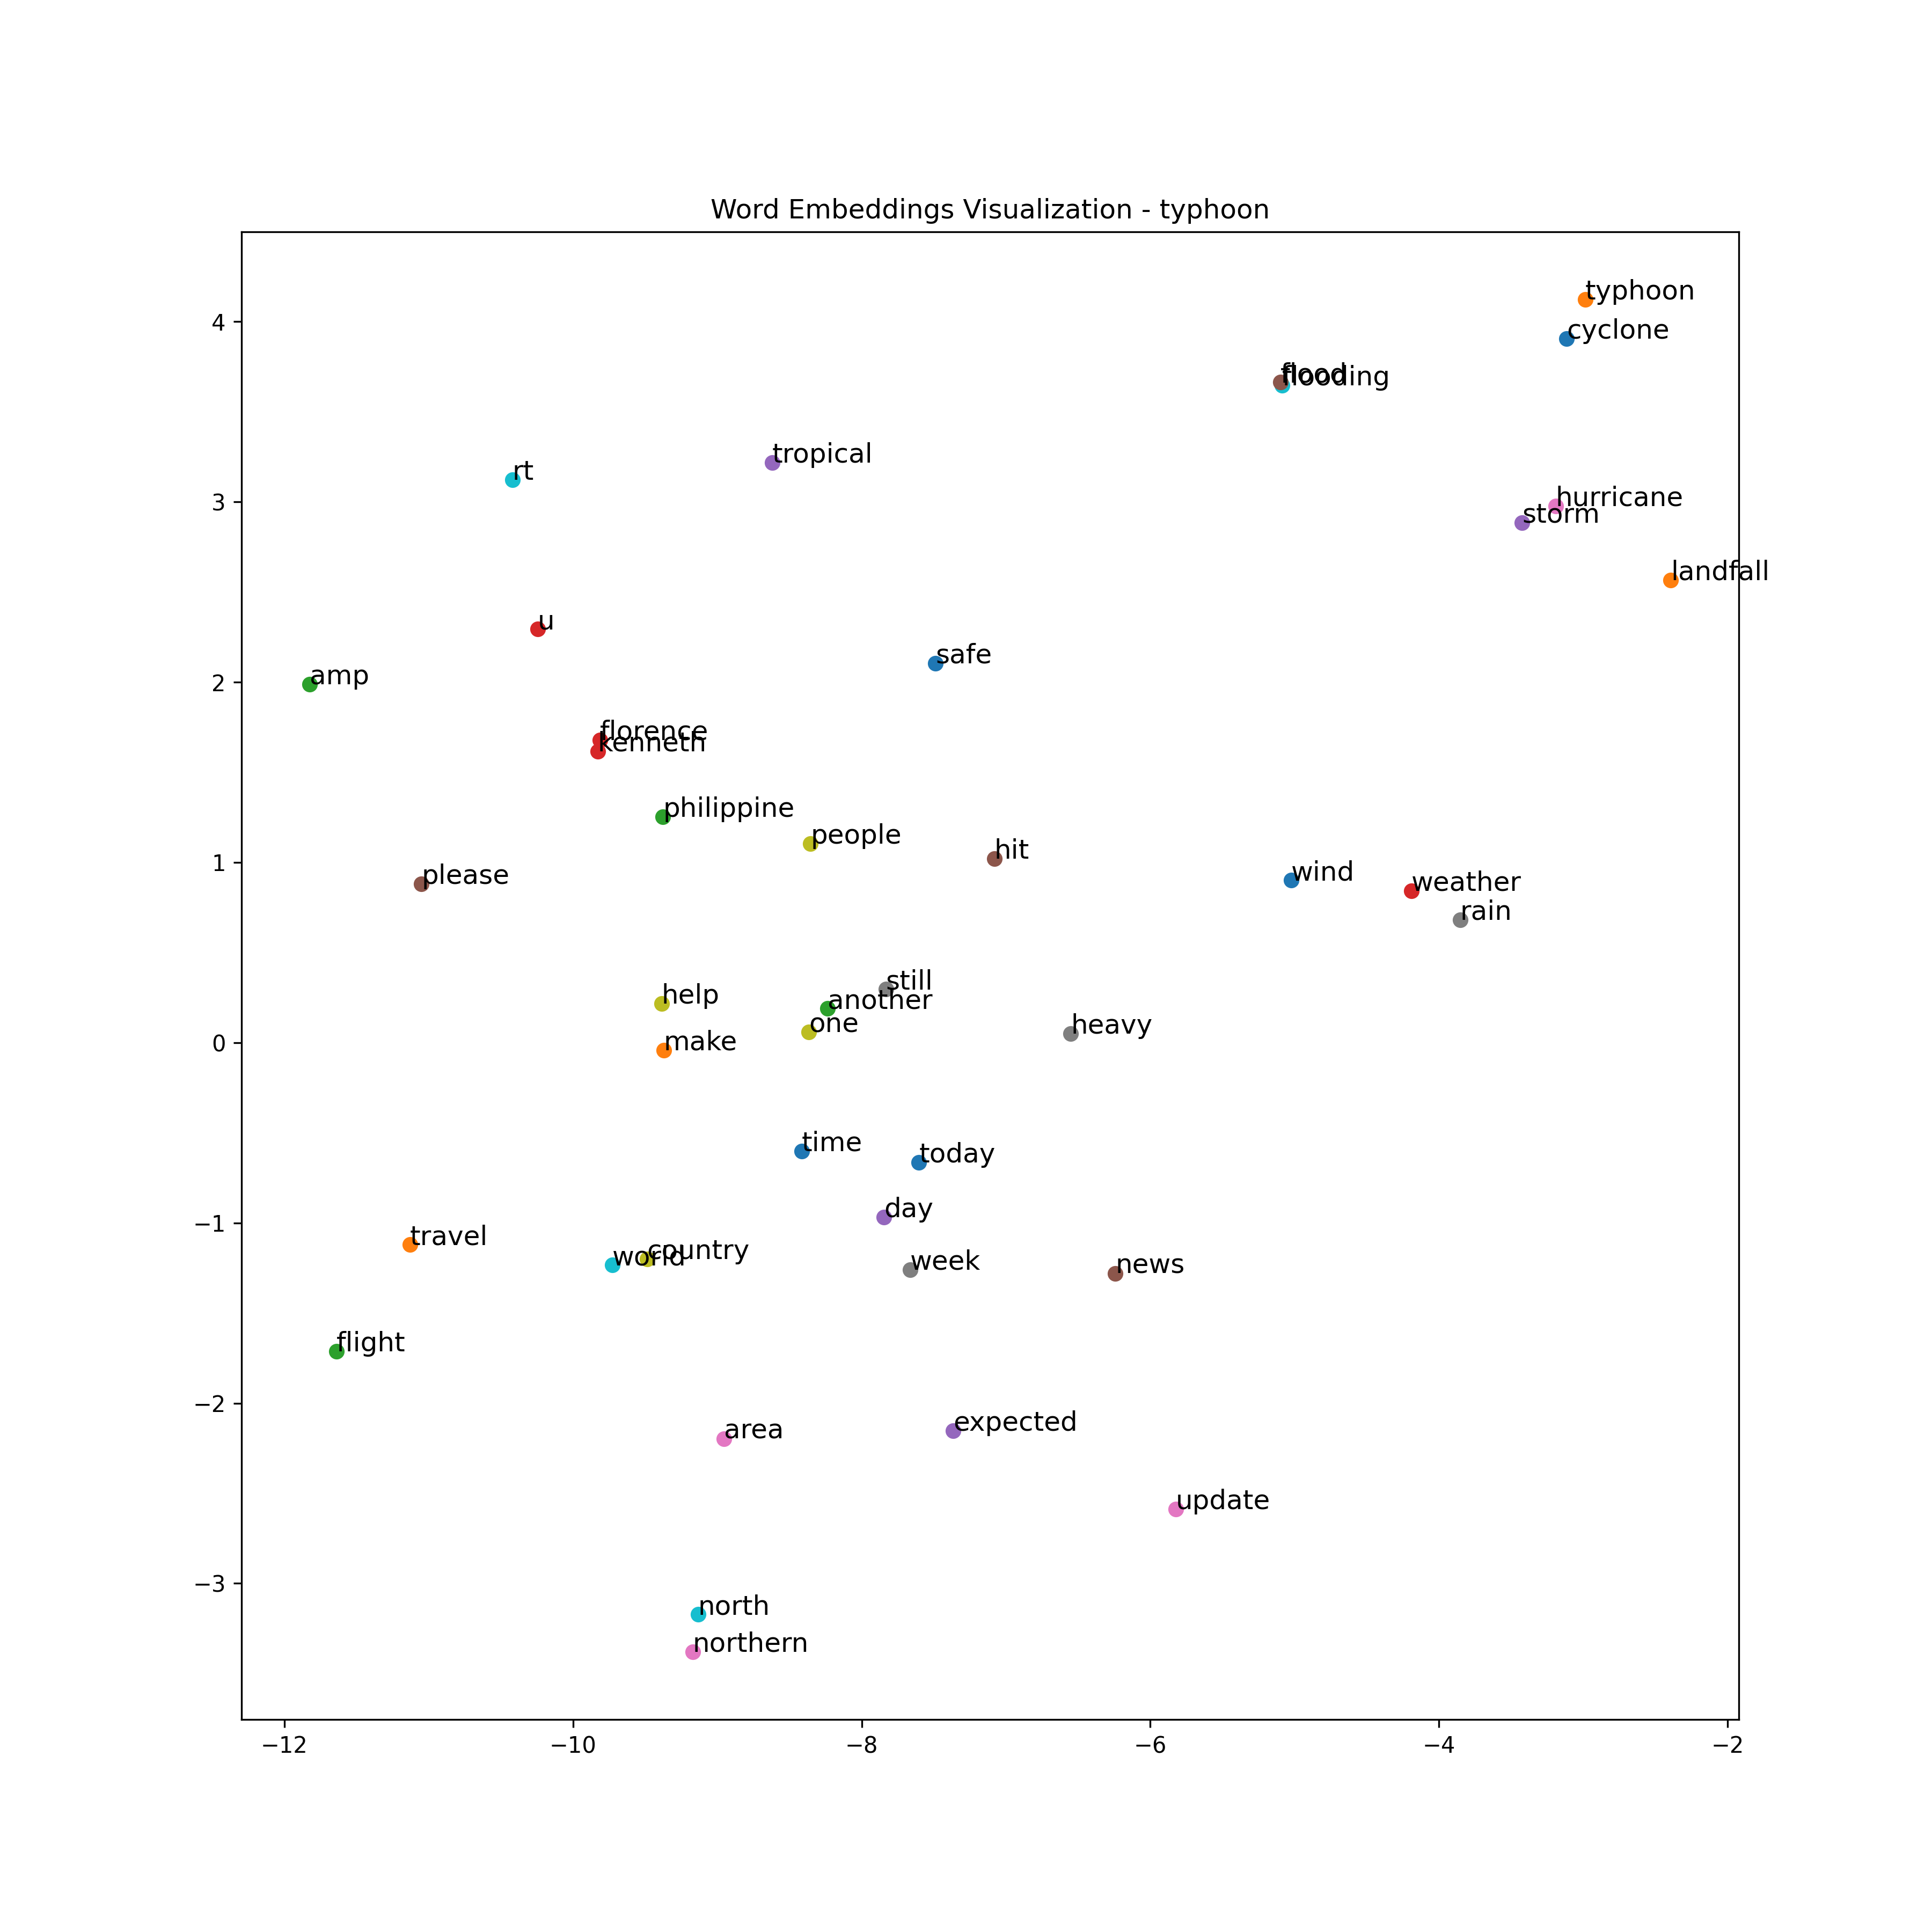 Word Embeddings Visualization - typhoon
typhoon
4
cyclone
flood
flooding
tropical
rt
hurricane
3
storm
landfall
u
safe
amp
2
florence
kenneth
philippine
people
hit
1
wind
please
weather
rain
still
help
another
one
heavy
0
make
time
today
day
−1
travel
country
world
week
news
flight
−2
expected
area
update
−3
north
northern
−12 −10 −8 −6 −4 −2